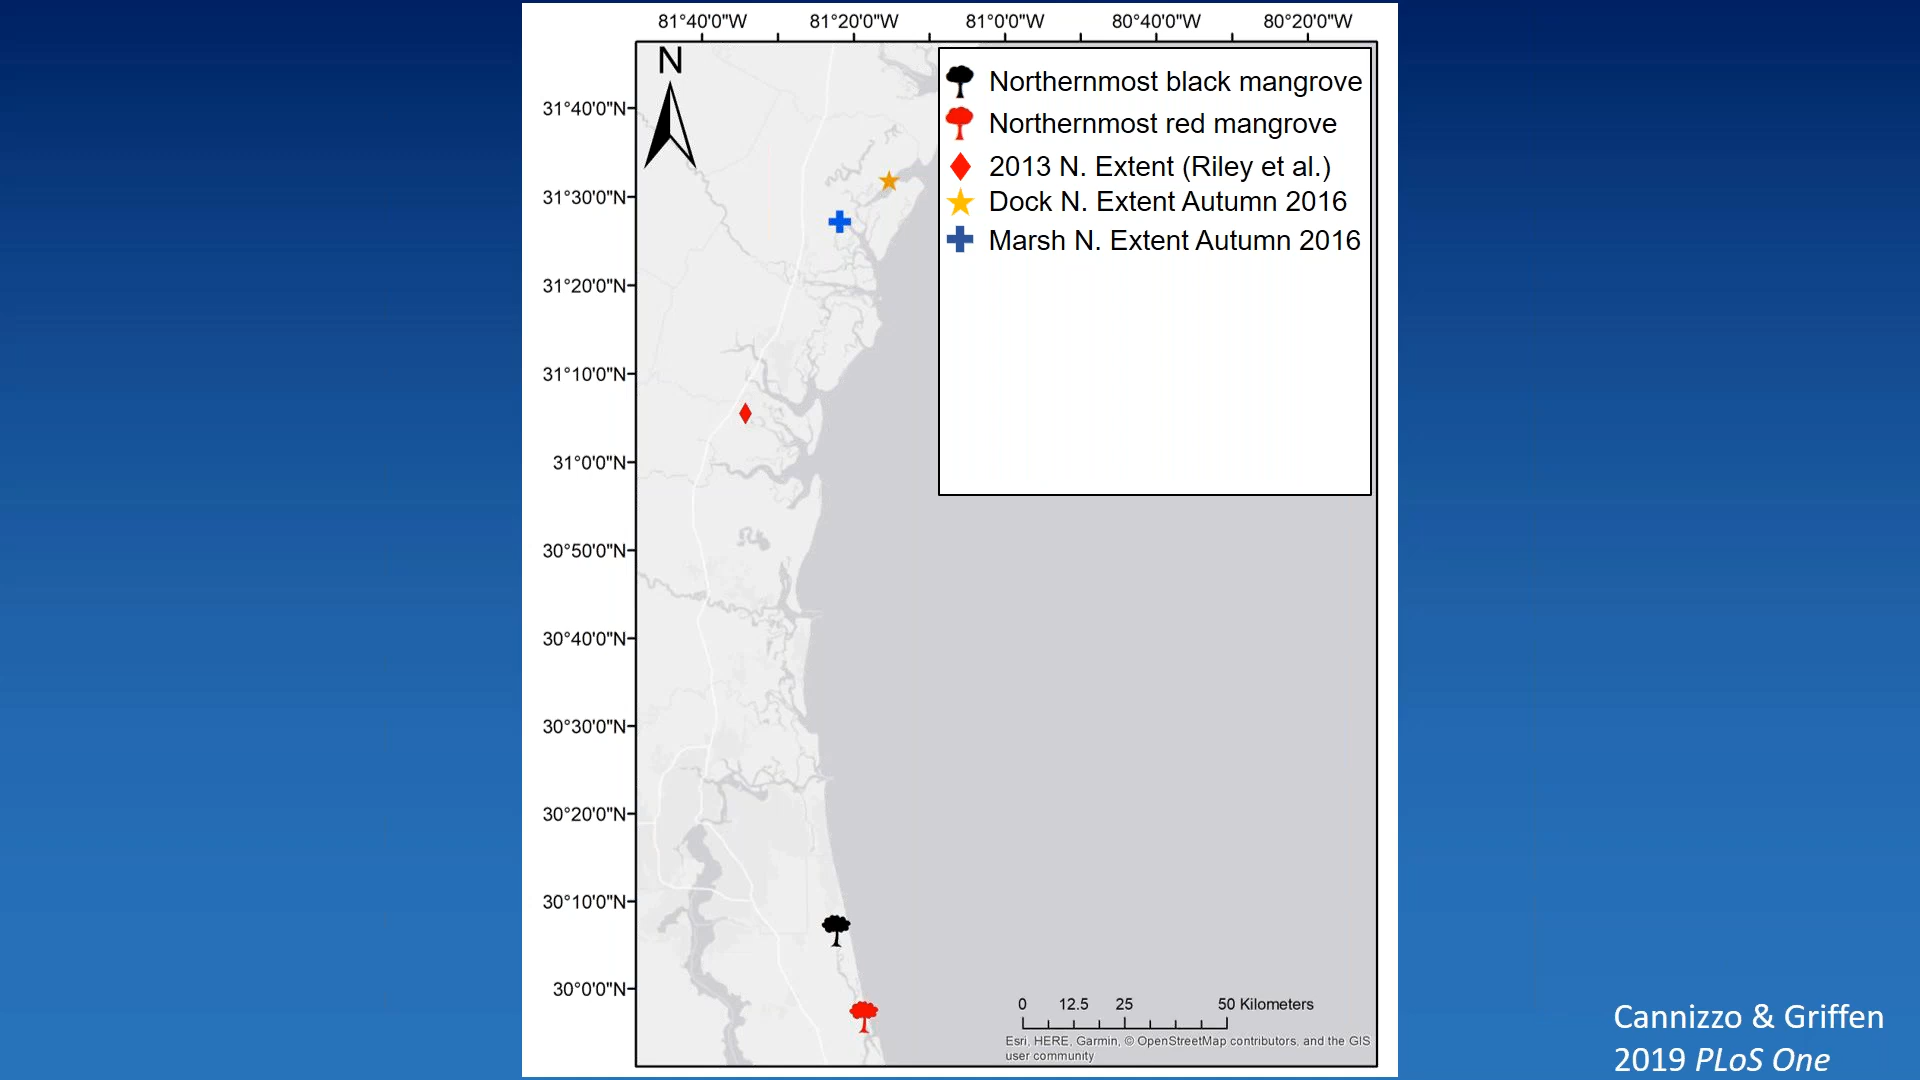 81°40'0"W 81°20'0"W 81°0'0"W 80°40'0"W 80°20'0"W
N
Northernmost black mangrove
Northernmost red mangrove
2013 N. Extent (Riley et al.)
Dock N. Extent Autumn 2016
Marsh N. Extent Autumn 2016
31°40'0"N
31°30'0"N
31°20'0"N
31°10'0"N
31°0'0"N
30°50'0"N
30°40'0"N
30°30'0"N
30°20'0"N
30°10'0"N
30°0'0"N
0 12.5 25 50 Kilometers
Esri, HERE, Garmin, © OpenStreetMap contributors, and the GIS
user community
Cannizzo & Griffen
2019 PLoS One